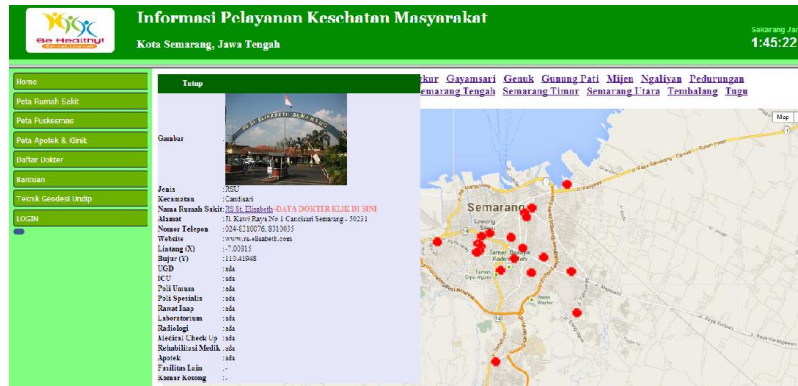 Be Healthy!
Informasi Pelayanan Kesehatan Masyarakat
Kota Semarang, Jawa Tengah
Sekarang Jam
1:45:22
Home
Peta Rumah Sakit
Peta Puskesmas
Peta Apotek & Klinik
Daftar Dokter
Bantuan
Teknik Geodesi Undip
LOGIN
Tutup
Gayamsari Genuk Gunung Pati Mijen Ngaliyan Pedurungan
Semarang Tengah Semarang Timur Semarang Utara Tembalang Tugu
Gambar :
Jenis :RSU
Kecamatan :Candisari
Nama Rumah Sakit:RS St. Elisabeth-DATA DOKTER KLIK DI SINI
Alamat :Jl. Kawi Raya No 1 Candisari Semarang - 50231
Nomor Telepon :024-8310076, 8310035
Website :www.rs-elisabeth.com
Lintang (X) :-7.00815
Bujur (Y) :110.41948
UGD :ada
ICU :ada
Poli Umum :ada
Poli Spesialis :ada
Rawat Inap :ada
Laboratorium :ada
Radiologi :ada
Medical Check Up :ada
Rehabilitasi Medik :ada
Apotek :ada
Fasilitas Lain :-
Kamar Kosong :-
Map
Semarang